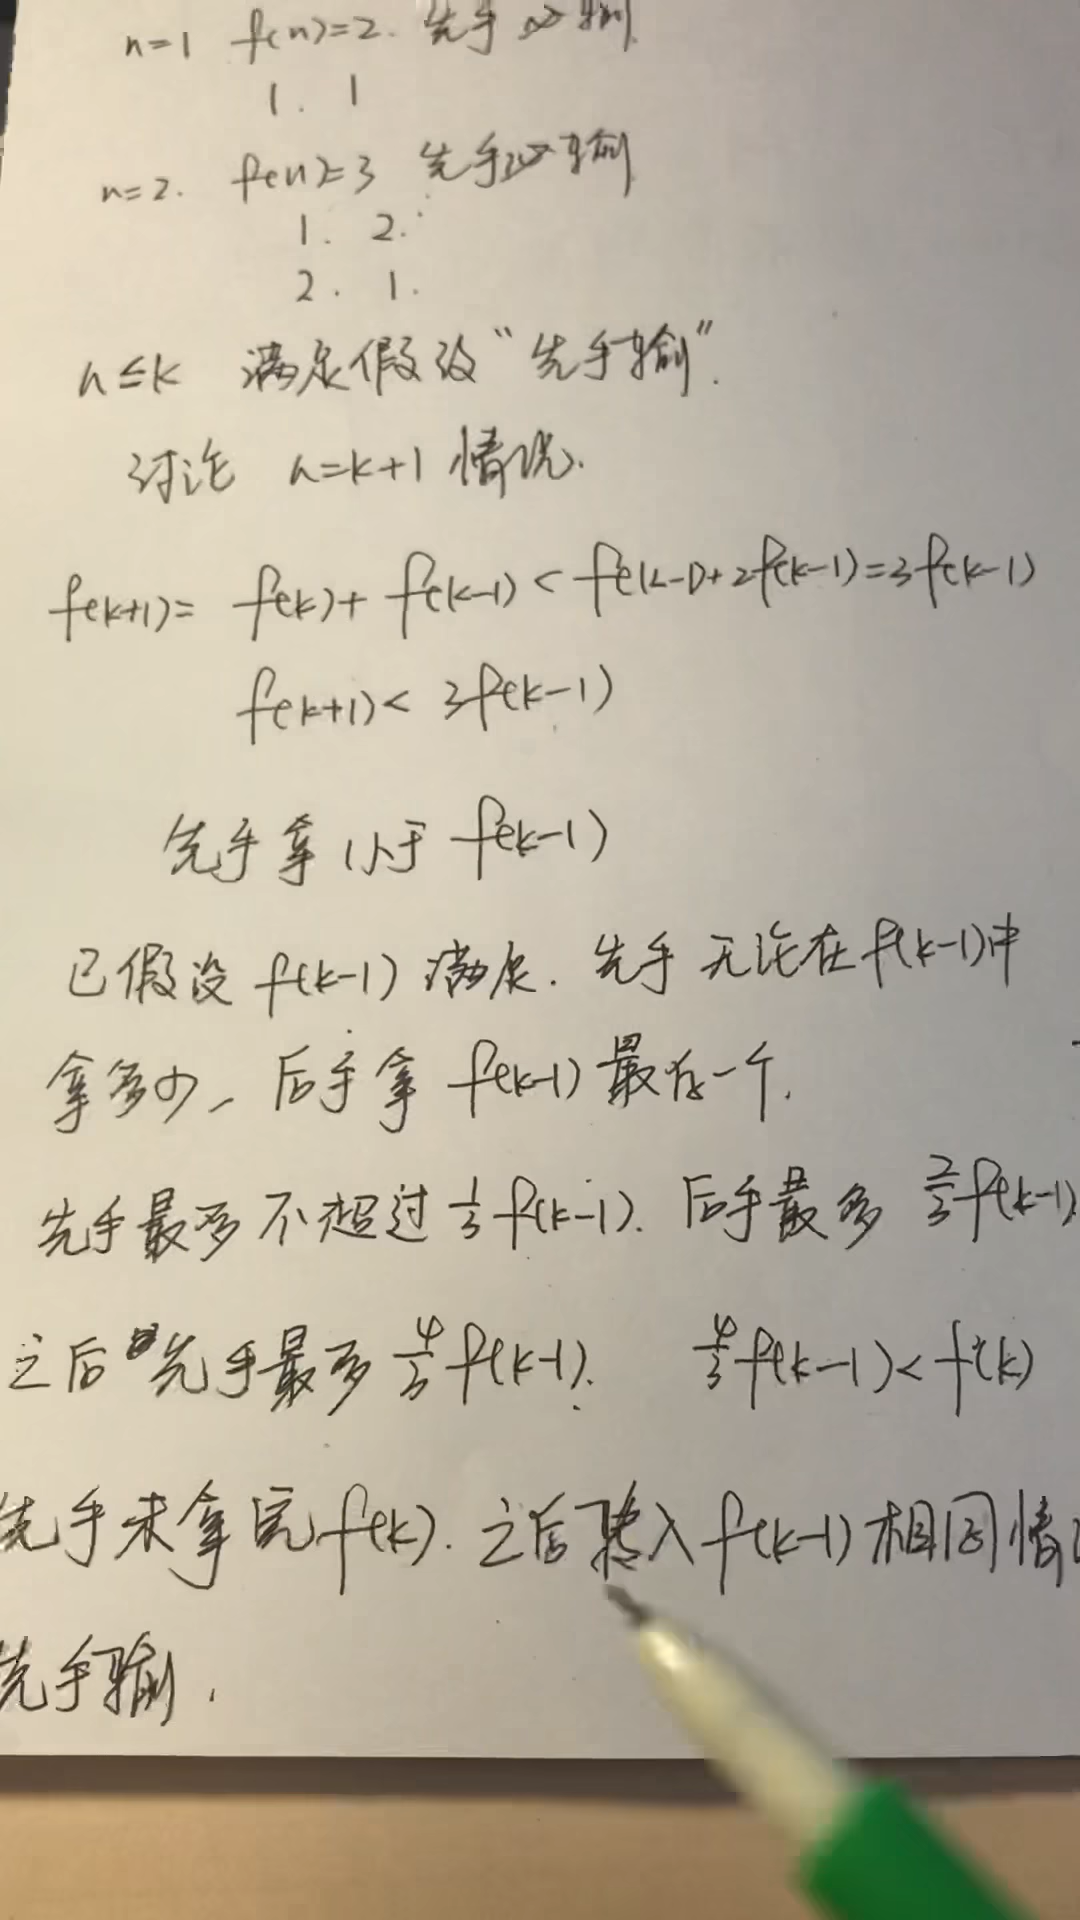 n=1 f(n)=2. 先手必输
1. 1
n=2. f(n)=3 先手必输
1. 2.
2. 1.
n≤k 满足假设“先手输”.
讨论 n=k+1 情况.
f(k+1)= f(k)+f(k-1)<f(k-1)+2f(k-1)=3f(k-1)
f(k+1)< 3f(k-1)
先手拿小于 f(k-1)
已假设 f(k-1) 满足. 先手无论在f(k-1)中
拿多少, 后手拿 f(k-1) 最后一个.
先手最多不超过 1/3 f(k-1). 后手最多 2/3 f(k-1)
之后先手最多 4/3 f(k-1). 4/3 f(k-1)<f(k)
先手未拿完f(k). 之后转入f(k-1)相同情
先手输.